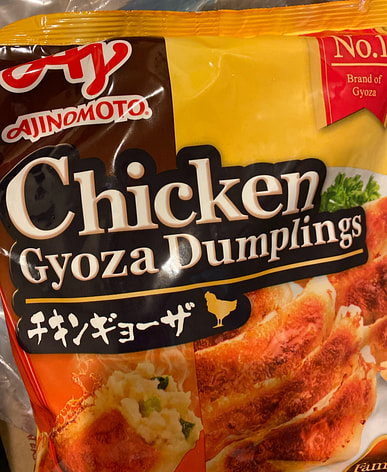 AJINOMOTO
No.1
Brand of
Gyoza
Chicken
Gyoza Dumplings
チキンギョーザ